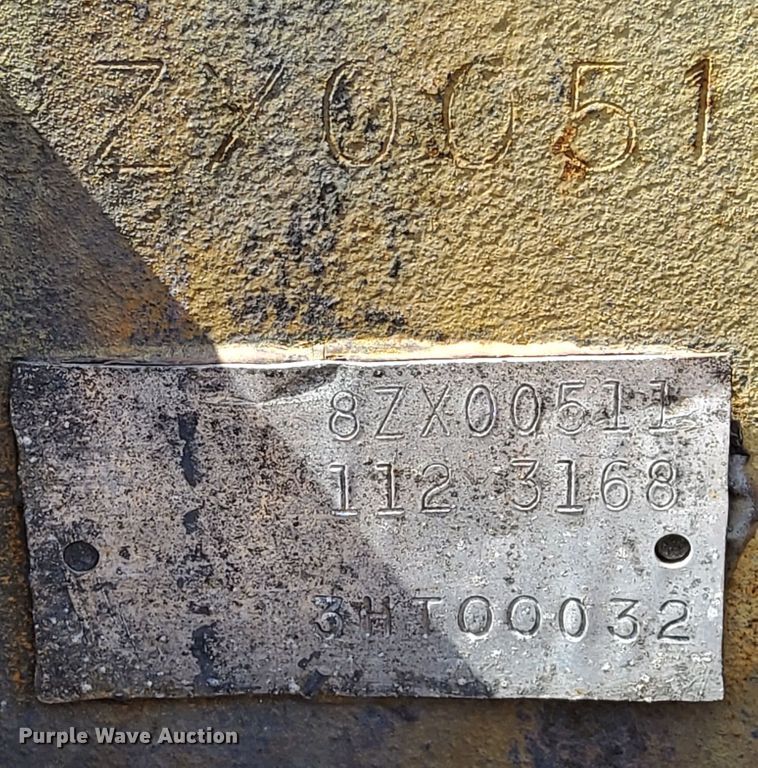 ZX0051
8ZX00511
112 3168
3HT00032
Purple Wave Auction